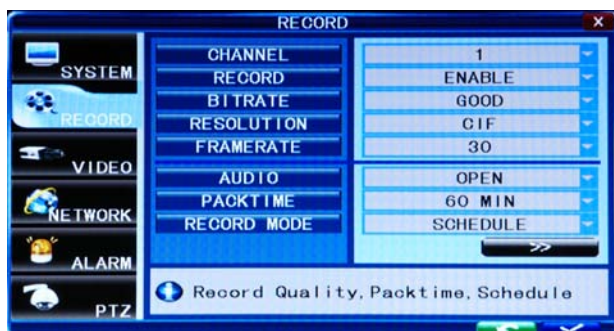 RECORD
X
SYSTEM
RECORD
VIDEO
NETWORK
ALARM
PTZ
CHANNEL 1
RECORD ENABLE
BITRATE GOOD
RESOLUTION CIF
FRAMERATE 30
AUDIO OPEN
PACKTIME 60 MIN
RECORD MODE SCHEDULE
>>
Record Quality,Packtime,Schedule